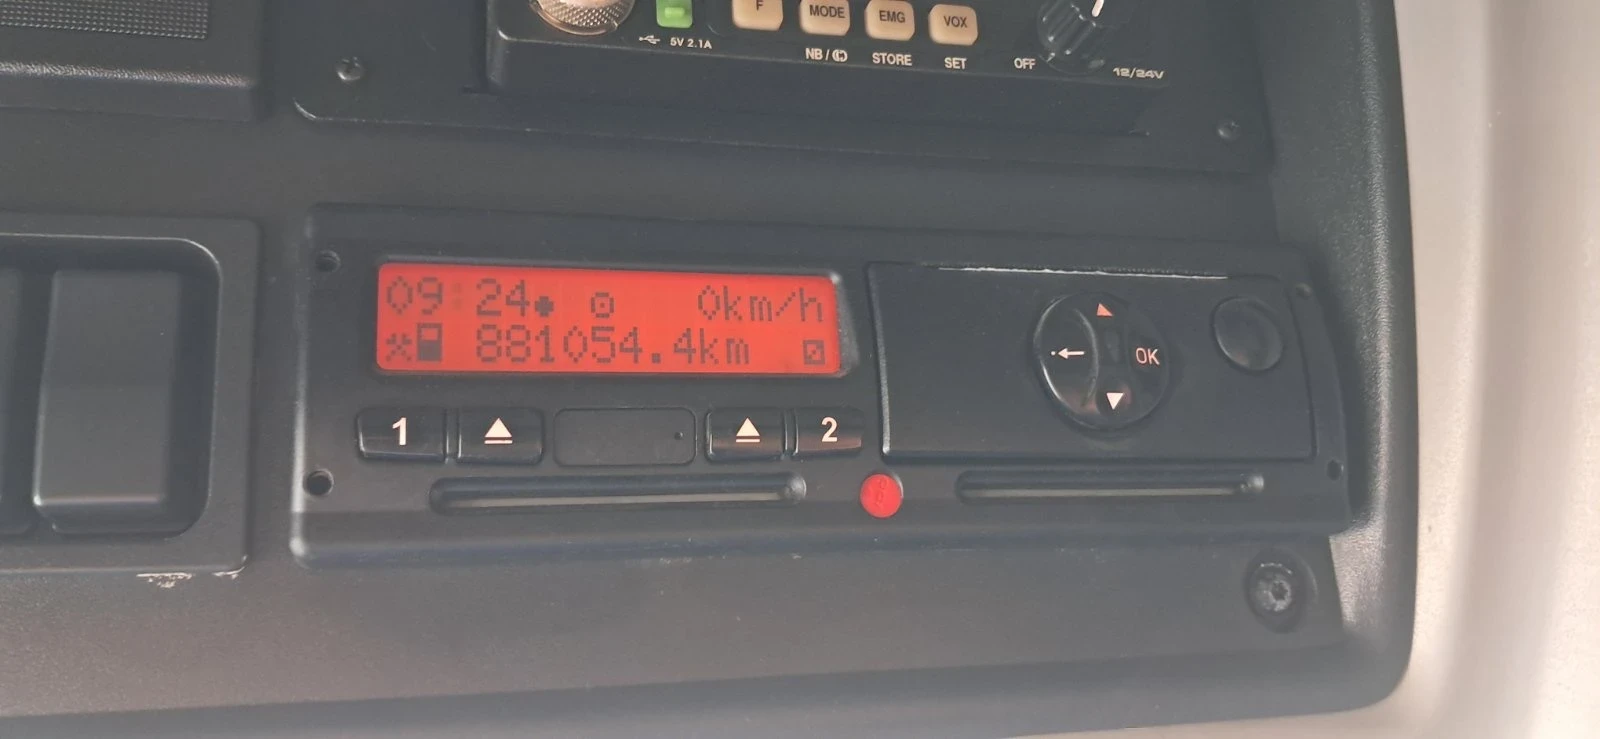 F MODE EMG VOX
5V 2.1A NB / STORE SET OFF 12/24V
09:24 0km/h
881054.4km
OK
1 2